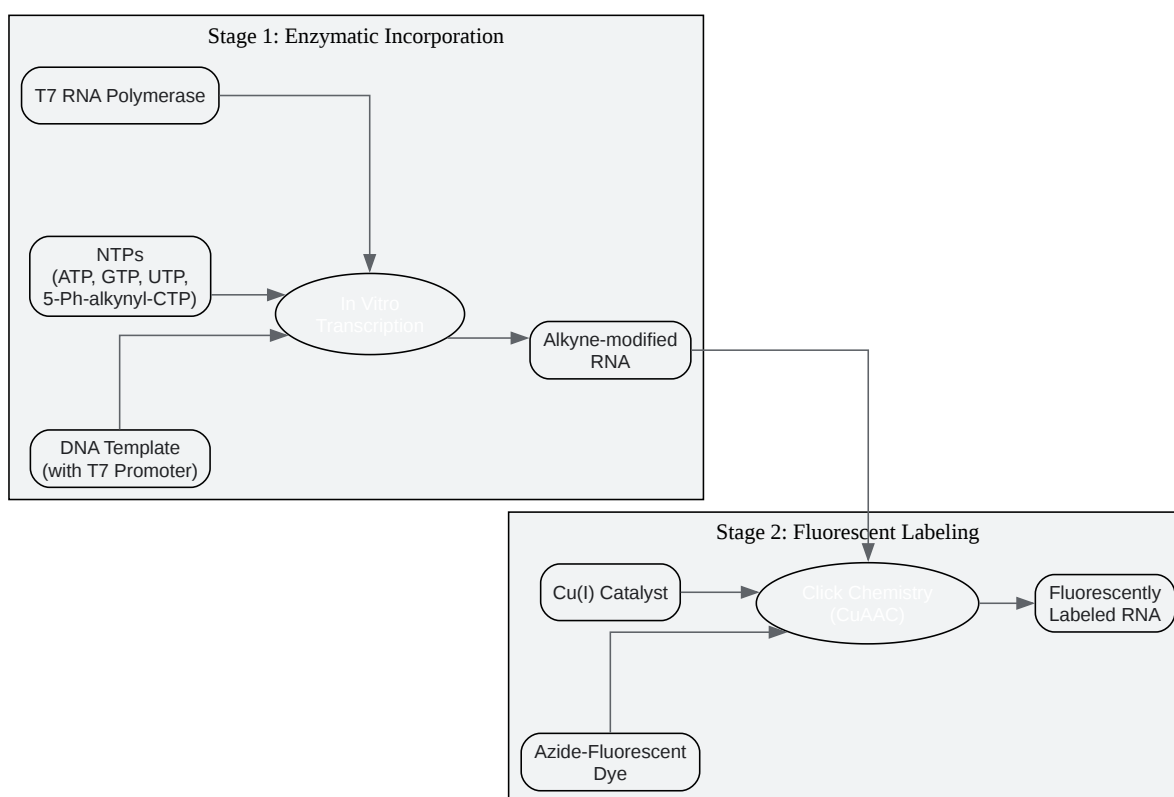 Stage 1: Enzymatic Incorporation
T7 RNA Polymerase
NTPs
(ATP, GTP, UTP,
5-Ph-alkynyl-CTP)
In Vitro
Transcription
Alkyne-modified
RNA
DNA Template
(with T7 Promoter)
Stage 2: Fluorescent Labeling
Cu(I) Catalyst
Click Chemistry
(CuAAC)
Fluorescently
Labeled RNA
Azide-Fluorescent
Dye